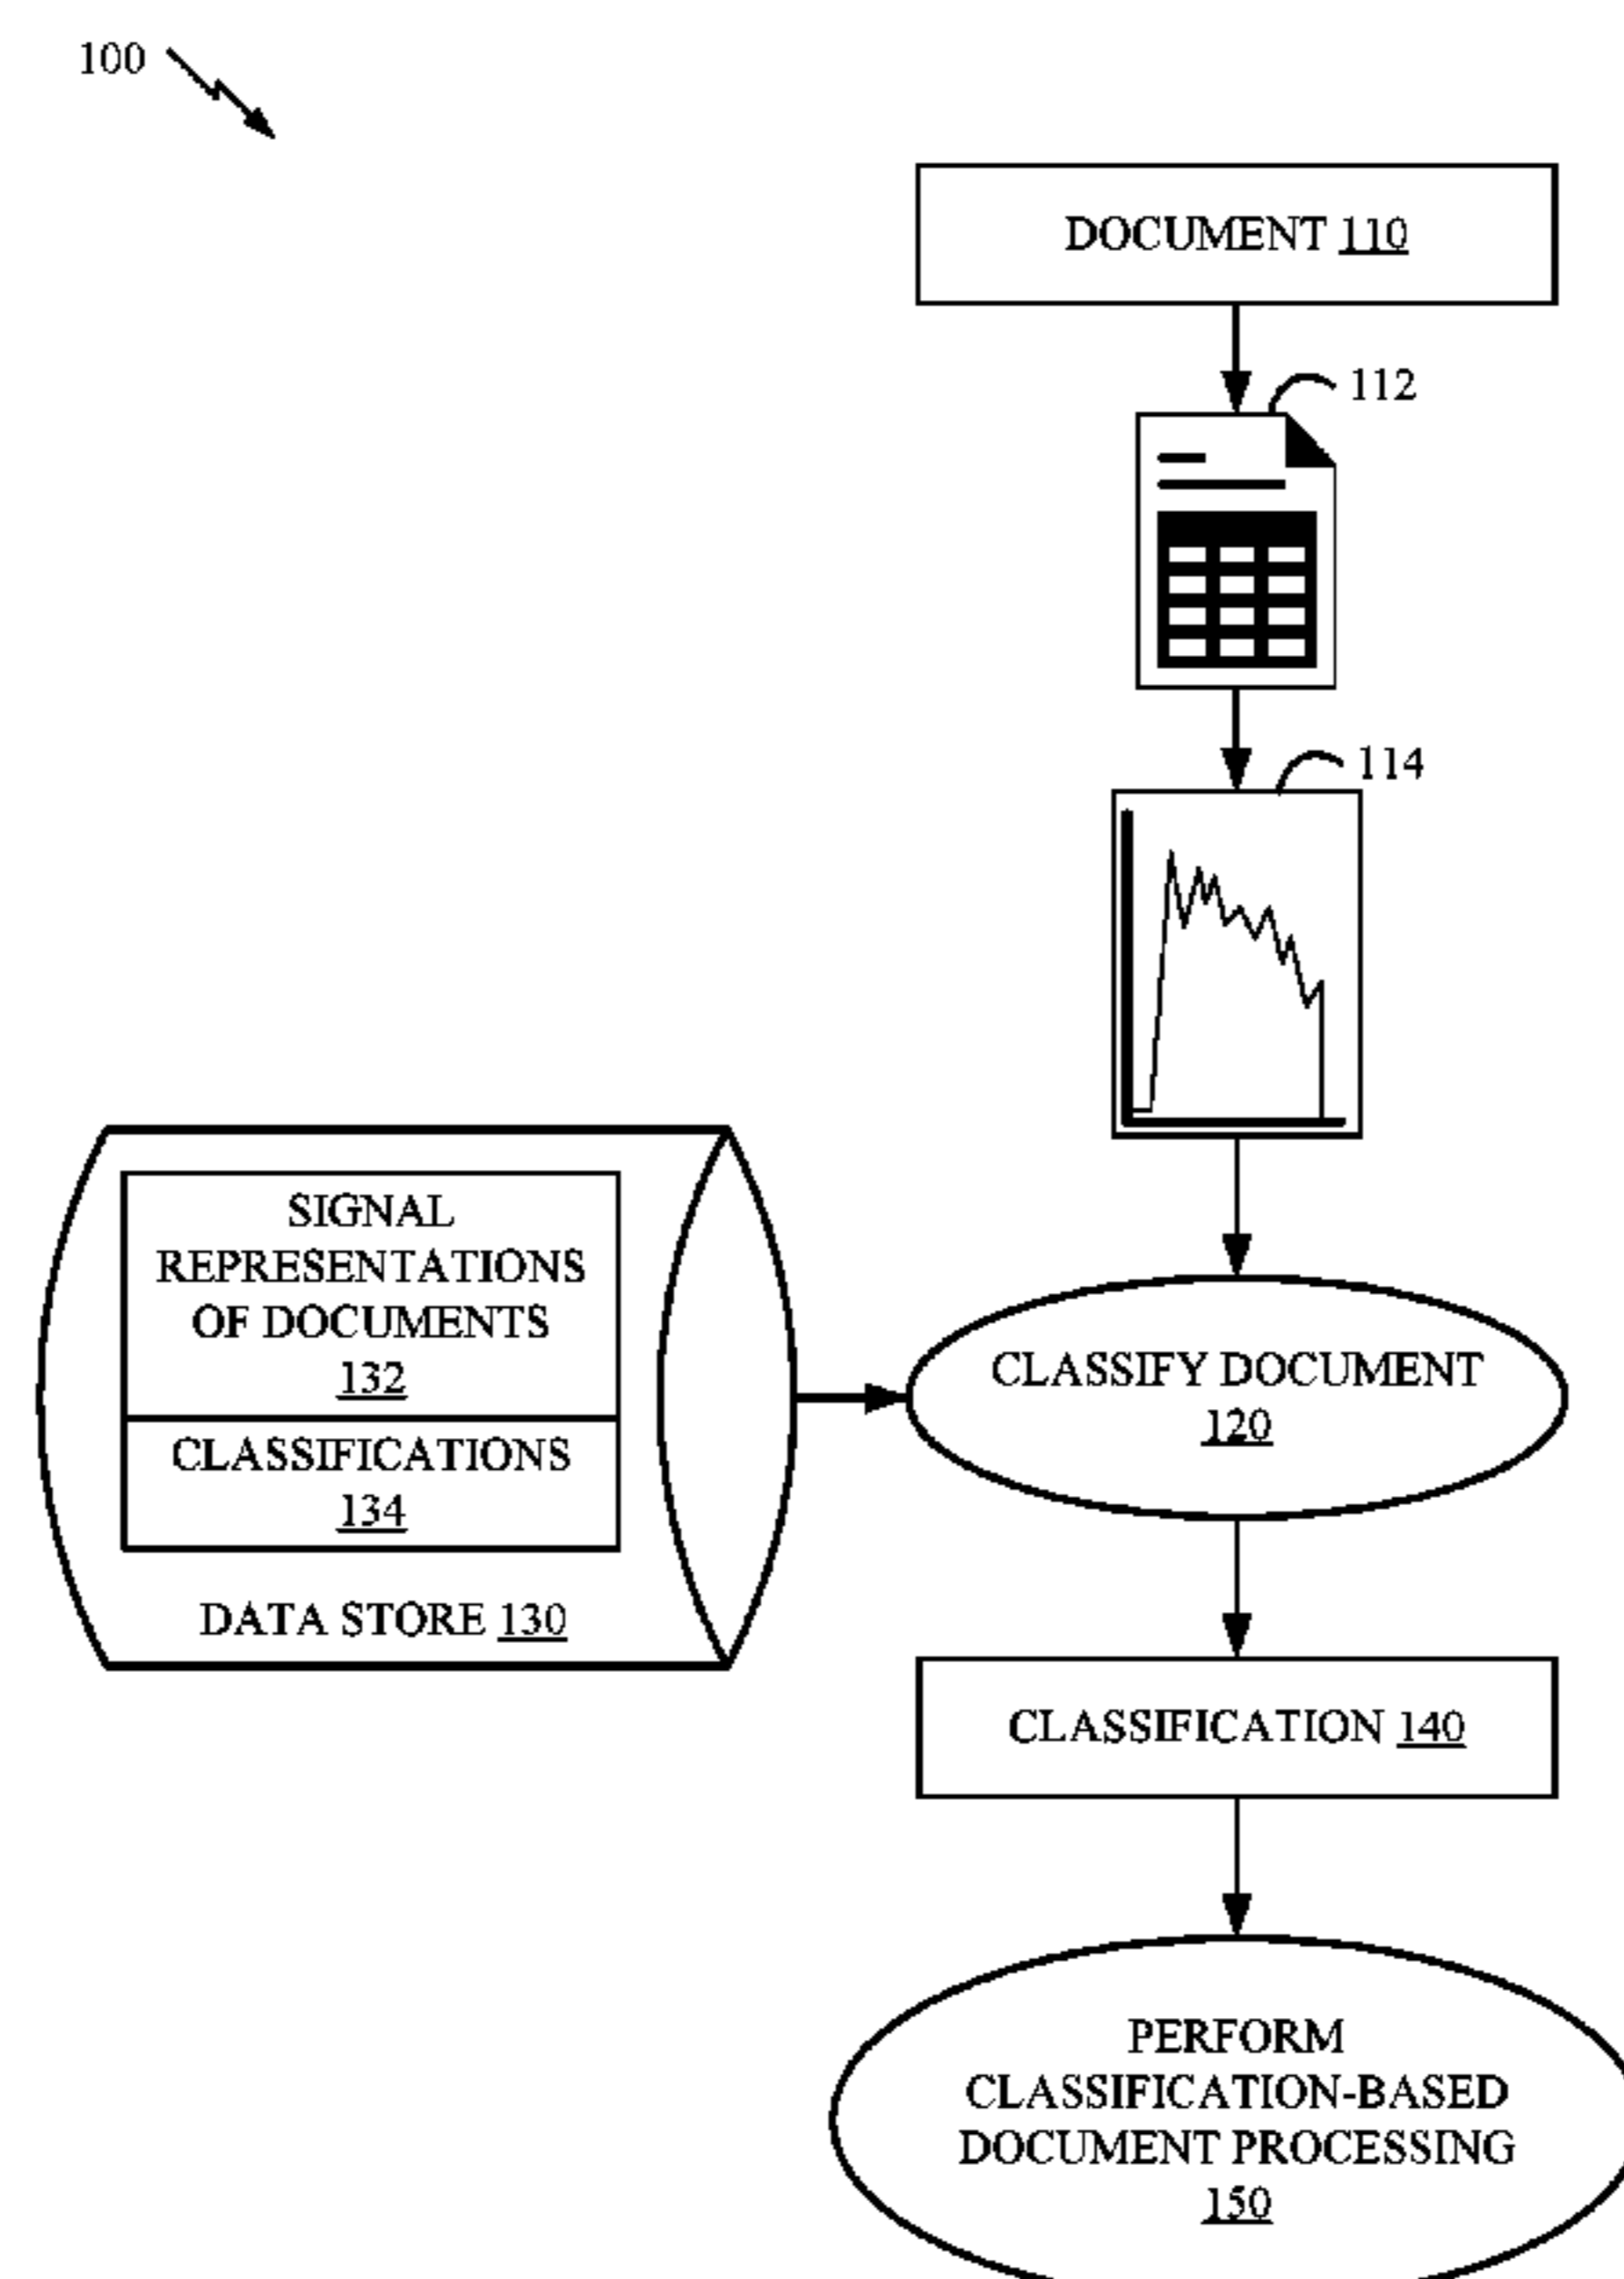 100
DOCUMENT 110
112
114
SIGNAL
REPRESENTATIONS
OF DOCUMENTS
132
CLASSIFICATIONS
134
DATA STORE 130
CLASSIFY DOCUMENT
120
CLASSIFICATION 140
PERFORM
CLASSIFICATION-BASED
DOCUMENT PROCESSING
150